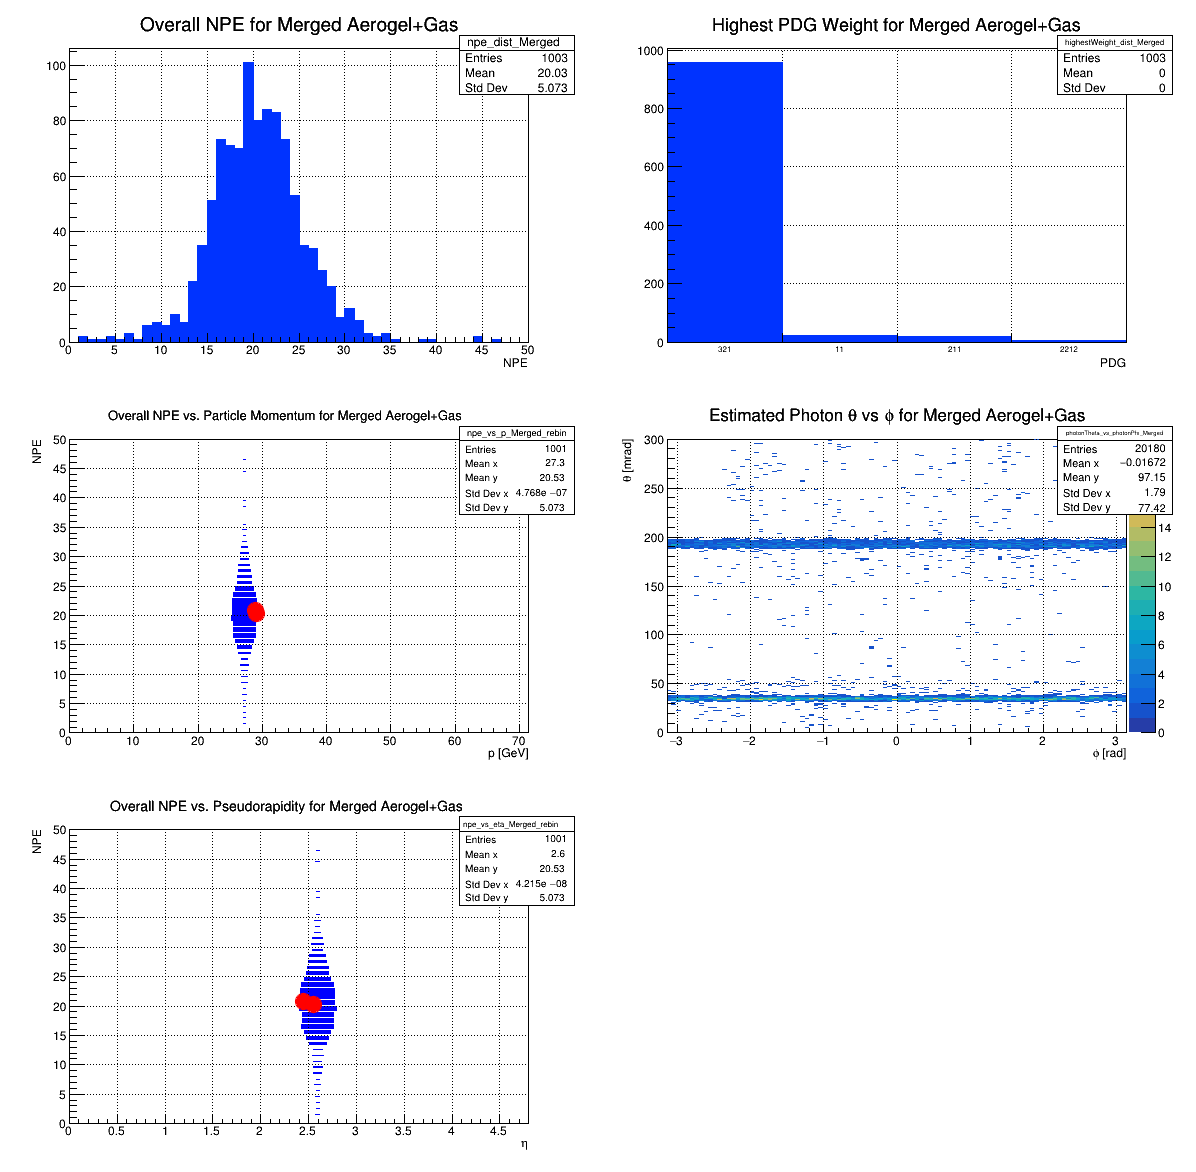 Overall NPE for Merged Aerogel+Gas
npe_dist_Merged
Entries 1003
Mean 20.03
Std Dev 5.073
100
80
60
40
20
0
0 5 10 15 20 25 30 35 40 45 50
NPE
Highest PDG Weight for Merged Aerogel+Gas
highestWeight_dist_Merged
Entries 1003
Mean 0
Std Dev 0
1000
800
600
400
200
0
321 11 211 2212
PDG
Overall NPE vs. Particle Momentum for Merged Aerogel+Gas
npe_vs_p_Merged_rebin
Entries 1001
Mean x 27.3
Mean y 20.53
Std Dev x 4.768e −07
Std Dev y 5.073
NPE
50
45
40
35
30
25
20
15
10
5
0
0 10 20 30 40 50 60 70
p [GeV]
Estimated Photon θ vs ϕ for Merged Aerogel+Gas
photonTheta_vs_photonPhi_Merged
Entries 20180
Mean x −0.01672
Mean y 97.15
Std Dev x 1.79
Std Dev y 77.42
θ [mrad]
300
250
200
150
100
50
0
−3 −2 −1 0 1 2 3
ϕ [rad]
14
12
10
8
6
4
2
0
Overall NPE vs. Pseudorapidity for Merged Aerogel+Gas
npe_vs_eta_Merged_rebin
Entries 1001
Mean x 2.6
Mean y 20.53
Std Dev x 4.215e −08
Std Dev y 5.073
NPE
50
45
40
35
30
25
20
15
10
5
0
0 0.5 1 1.5 2 2.5 3 3.5 4 4.5
η